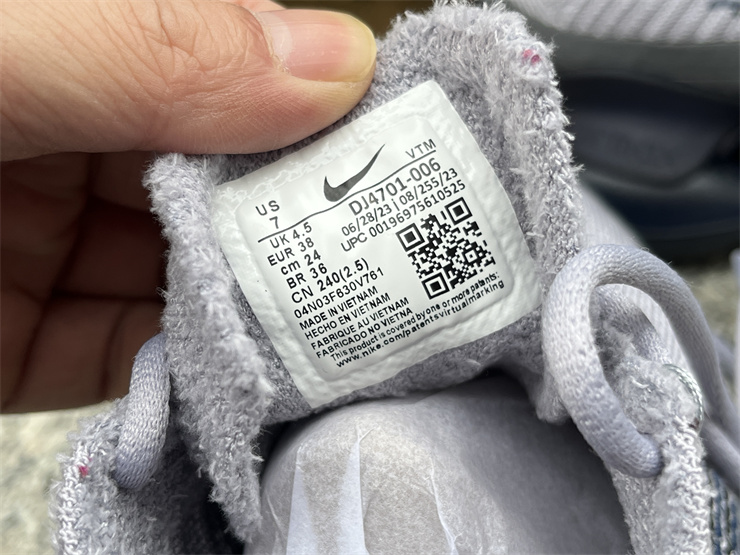 VTM
US
7
DJ4701-006
UK 4.5
06/28/23 | 08/255/23
EUR 38
UPC 00196975610525
cm 24
BR 36
CN 240(2.5)
04N03F630V761
MADE IN VIETNAM
HECHO EN VIETNAM
FABRIQUE AU VIETNAM
FABRICADO NO VIETNA
This product is covered by one or more patents:
www.nike.com/patentsvirtualmarking